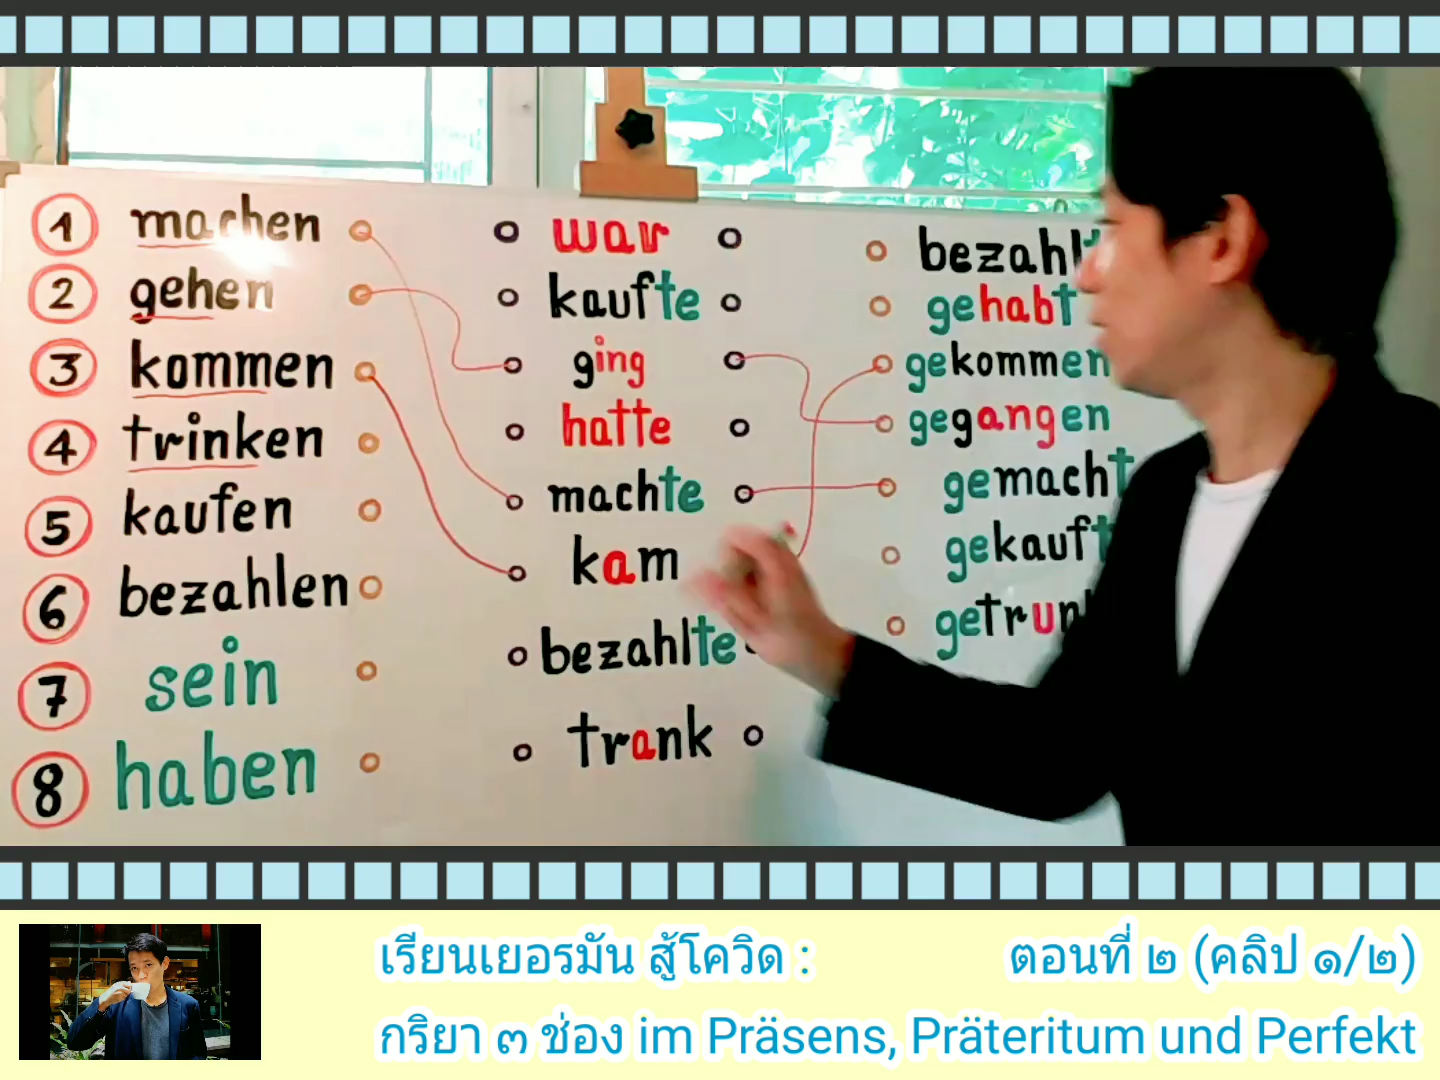 1 machen war bezahlt
2 gehen kaufte gehabt
3 kommen ging gekommen
4 trinken hatte gegangen
5 kaufen machte gemacht
6 bezahlen kam gekauft
7 sein bezahlte
8 haben trank
เรียนเยอรมัน สู้โควิด : ตอนที่ ๒ (คลิป ๑/๒)
กริยา ๓ ช่อง im Präsens, Präteritum und Perfekt